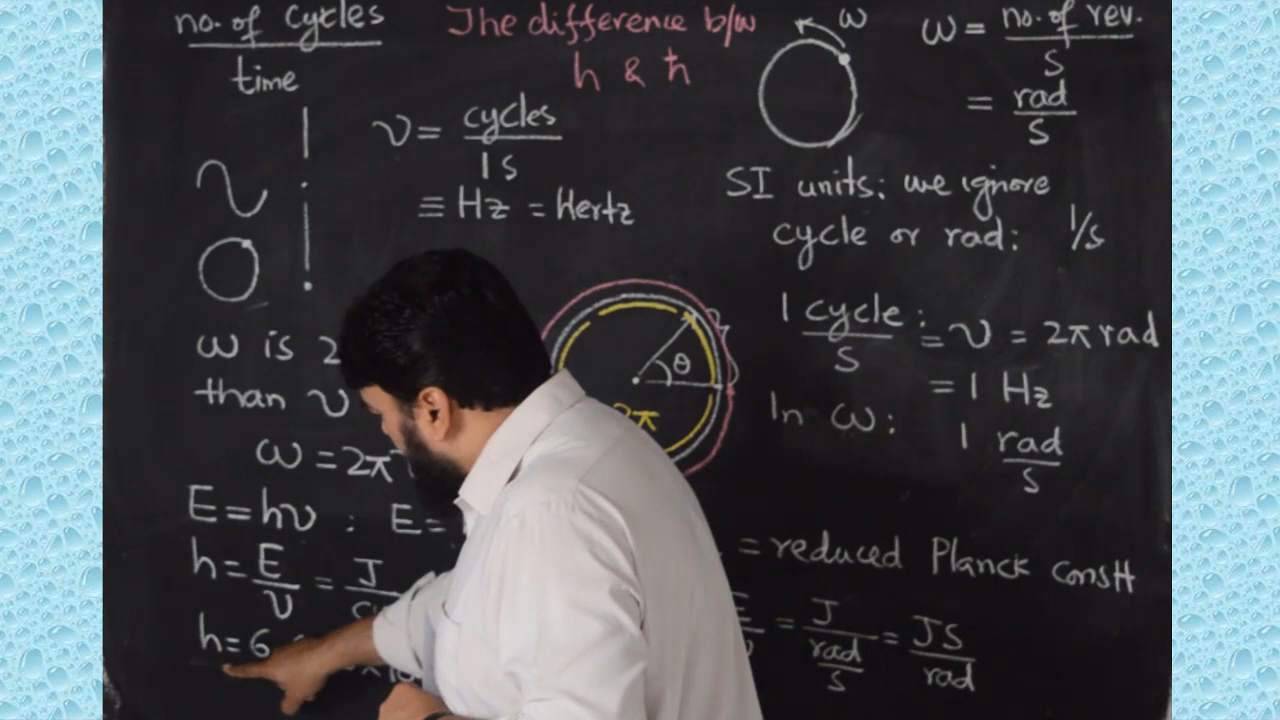 no. of cycles
time
The difference b/w
h & ħ
ω
ω = no. of rev.
S
= rad
S
ν = cycles
1s
≡ Hz = Hertz
SI units: we ignore
cycle or rad: 1/s
1 cycle :
S
= ν = 2π rad
= 1 Hz
In ω: 1 rad
S
θ
2π
ω is 2
than ν
ω = 2π
E = hν : E =
h = E = J
ν
h = 6
= reduced Planck constt
= J = JS
rad rad
S